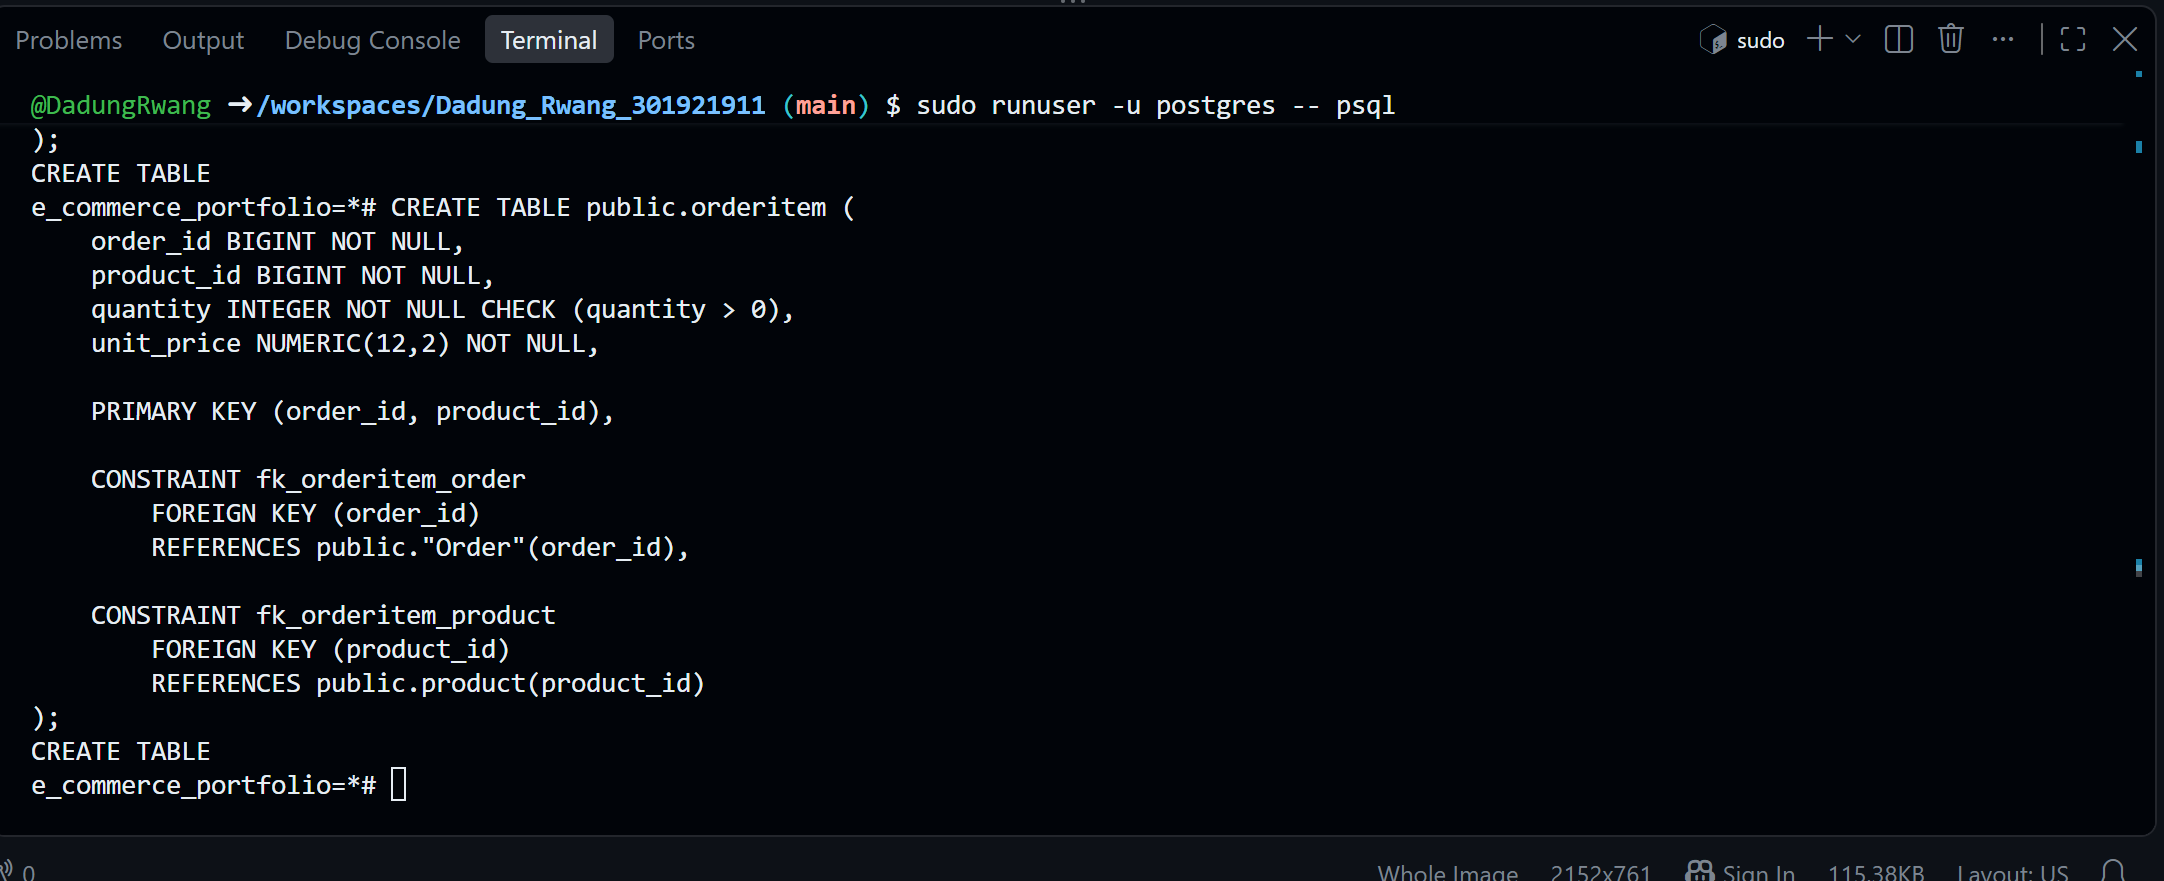 Problems Output Debug Console Terminal Ports sudo
@DadungRwang ➜/workspaces/Dadung_Rwang_301921911 (main) $ sudo runuser -u postgres -- psql
);
CREATE TABLE
e_commerce_portfolio=*# CREATE TABLE public.orderitem (
    order_id BIGINT NOT NULL,
    product_id BIGINT NOT NULL,
    quantity INTEGER NOT NULL CHECK (quantity > 0),
    unit_price NUMERIC(12,2) NOT NULL,
    PRIMARY KEY (order_id, product_id),
    CONSTRAINT fk_orderitem_order
        FOREIGN KEY (order_id)
        REFERENCES public."Order"(order_id),
    CONSTRAINT fk_orderitem_product
        FOREIGN KEY (product_id)
        REFERENCES public.product(product_id)
);
CREATE TABLE
e_commerce_portfolio=*#
0 Whole Image 2152x761 Sign In 115.38KB Layout: US